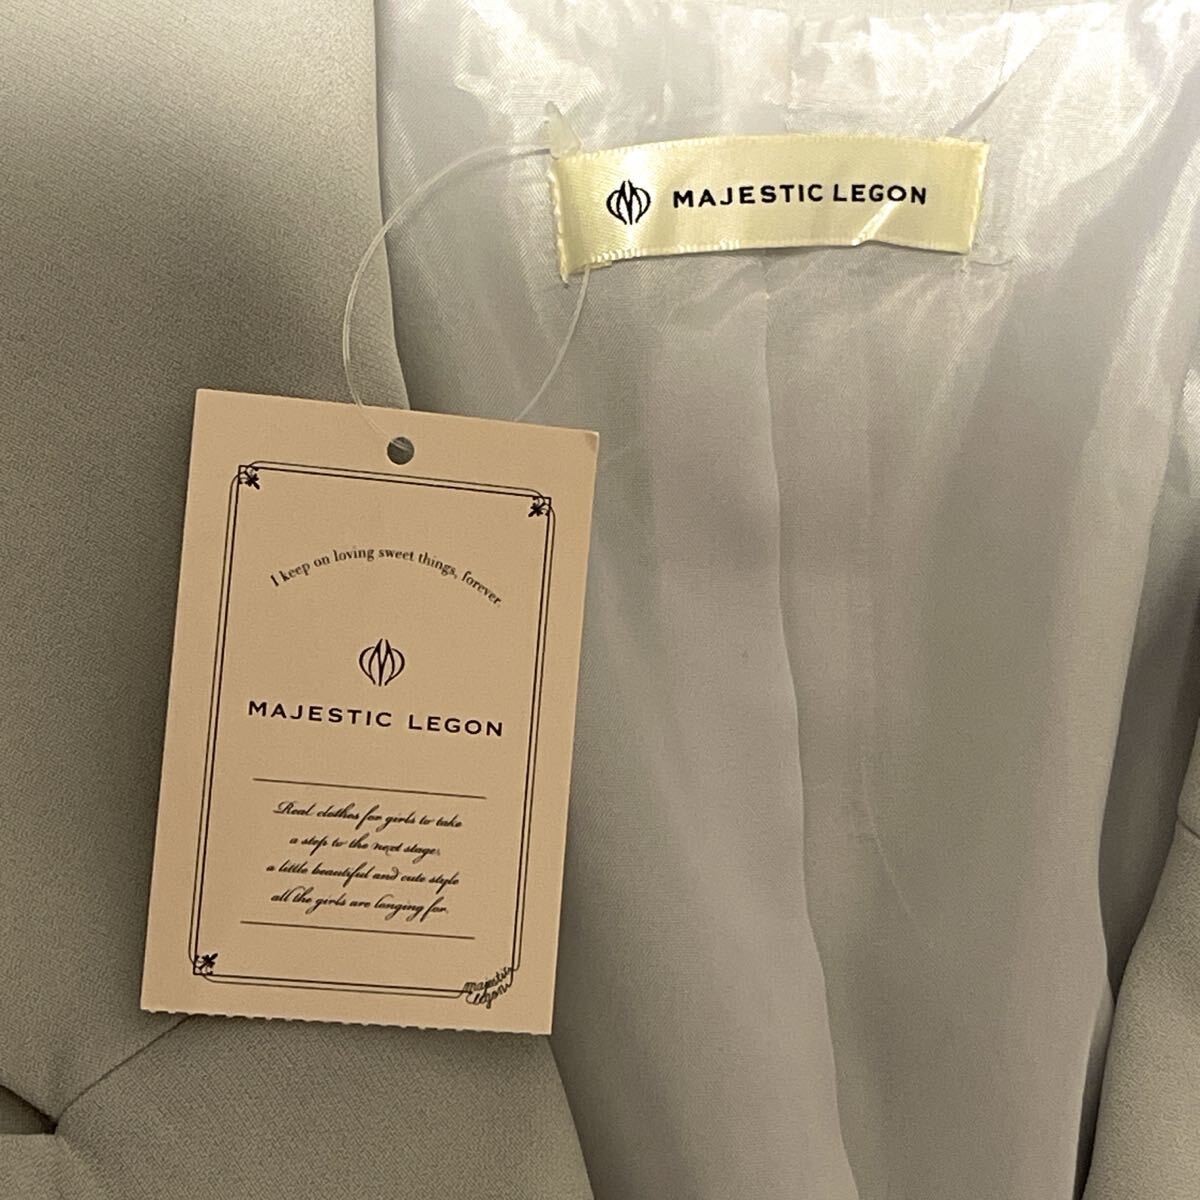 MAJESTIC LEGON
I keep on loving sweet things, forever.
MAJESTIC LEGON
Real clothes for girls to take
a step to the next stage,
a little beautiful and cute style
all the girls are longing for.
majestic
legon